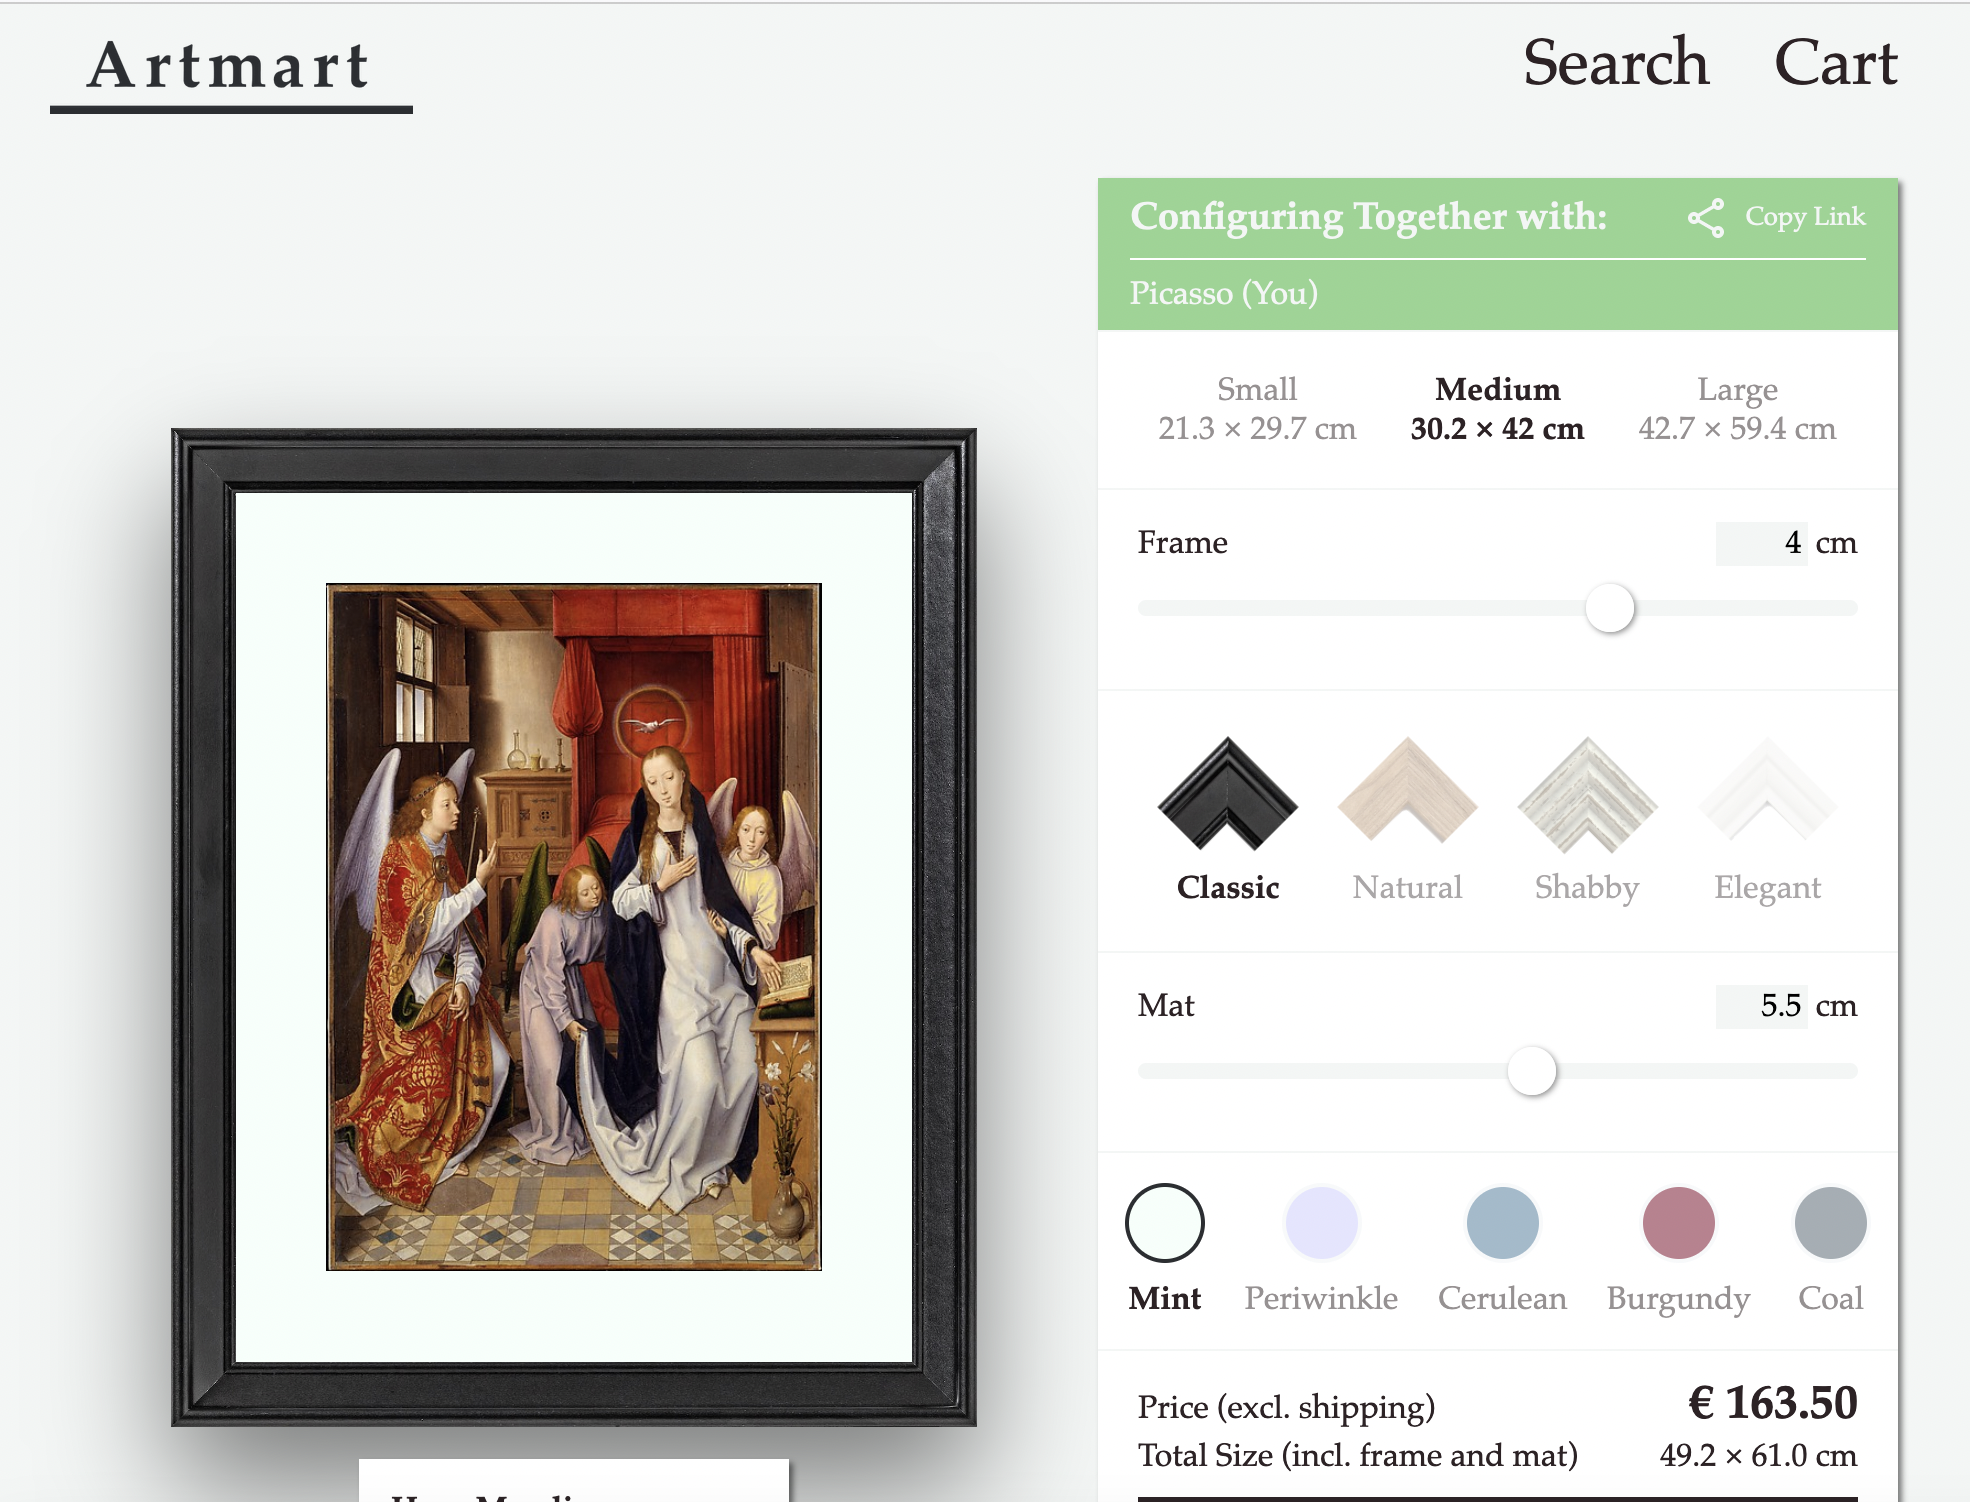 Artmart
Search Cart
Configuring Together with:
Copy Link
Picasso (You)
Small Medium Large
21.3 × 29.7 cm 30.2 × 42 cm 42.7 × 59.4 cm
Frame 4 cm
Classic Natural Shabby Elegant
Mat 5.5 cm
Mint Periwinkle Cerulean Burgundy Coal
Price (excl. shipping) € 163.50
Total Size (incl. frame and mat) 49.2 × 61.0 cm